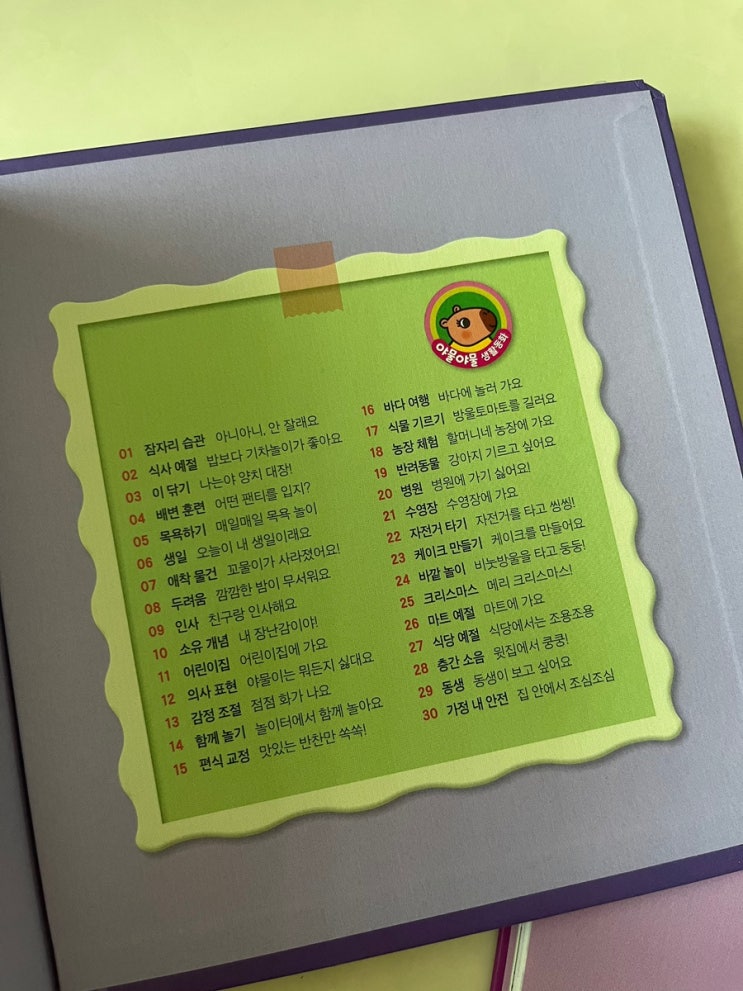 야물야물 생활동화
01 잠자리 습관 아니아니, 안 잘래요
02 식사 예절 밥보다 기차놀이가 좋아요
03 이 닦기 나는야 양치 대장!
04 배변 훈련 어떤 팬티를 입지?
05 목욕하기 매일매일 목욕 놀이
06 생일 오늘이 내 생일이래요
07 애착 물건 꼬물이가 사라졌어요!
08 두려움 깜깜한 밤이 무서워요
09 인사 친구랑 인사해요
10 소유 개념 내 장난감이야!
11 어린이집 어린이집에 가요
12 의사 표현 야물이는 뭐든지 싫대요
13 감정 조절 점점 화가 나요
14 함께 놀기 놀이터에서 함께 놀아요
15 편식 교정 맛있는 반찬만 쏙쏙!
16 바다 여행 바다에 놀러 가요
17 식물 기르기 방울토마토를 길러요
18 농장 체험 할머니네 농장에 가요
19 반려동물 강아지 기르고 싶어요
20 병원 병원에 가기 싫어요!
21 수영장 수영장에 가요
22 자전거 타기 자전거를 타고 씽씽!
23 케이크 만들기 케이크를 만들어요
24 바깥 놀이 비눗방울을 타고 동동!
25 크리스마스 메리 크리스마스!
26 마트 예절 마트에 가요
27 식당 예절 식당에서는 조용조용
28 층간 소음 윗집에서 쿵쿵!
29 동생 동생이 보고 싶어요
30 가정 내 안전 집 안에서 조심조심